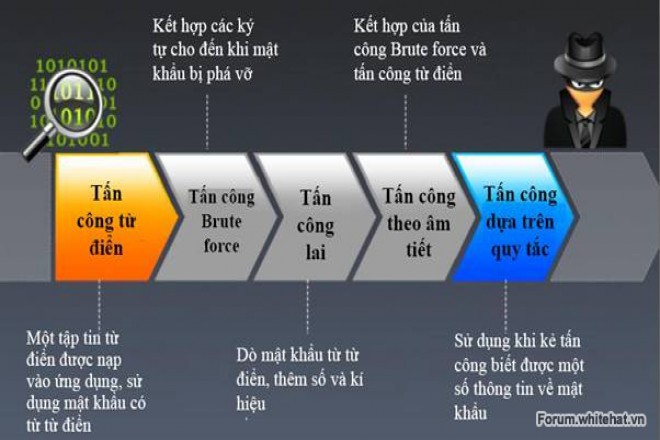 Kết hợp các ký
tự cho đến khi mật
khẩu bị phá vỡ
Kết hợp của tấn
công Brute force và
tấn công từ điển
1010101
101
010
101001
Tấn
công từ
điển
Tấn công
Brute
force
Tấn
công
lai
Tấn công
theo âm
tiết
Tấn công
dựa trên
quy tắc
Một tập tin từ
điển được nạp
vào ứng dụng, sử
dụng mật khẩu có
từ từ điển
Dò mật khẩu từ từ
điển, thêm số và kí
hiệu
Sử dụng khi kẻ tấn
công biết được một
số thông tin về mật
khẩu
Forum.whitehat.vn